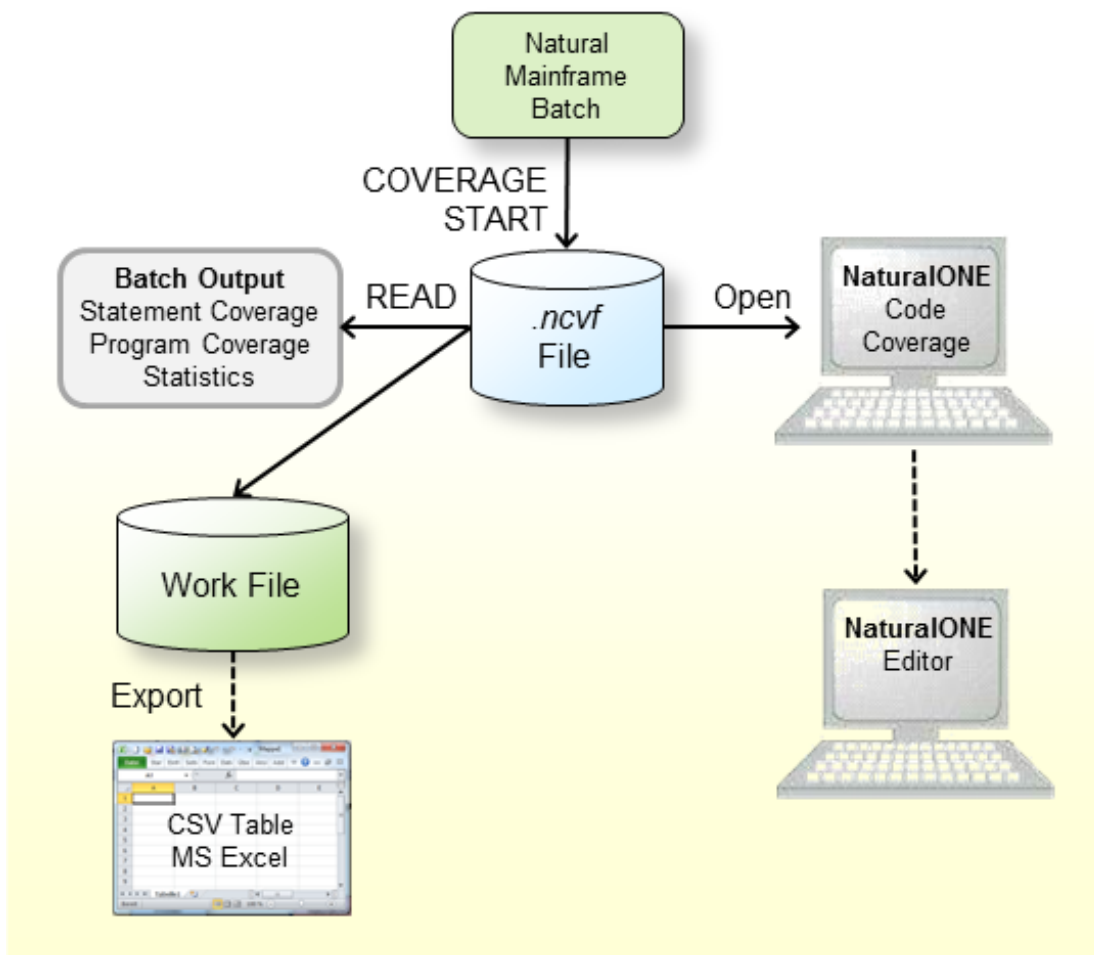 Natural
Mainframe
Batch
COVERAGE
START
Batch Output
Statement Coverage
Program Coverage
Statistics
READ
.ncvf
File
Open
NaturalONE
Code
Coverage
Work File
NaturalONE
Editor
Export
CSV Table
MS Excel